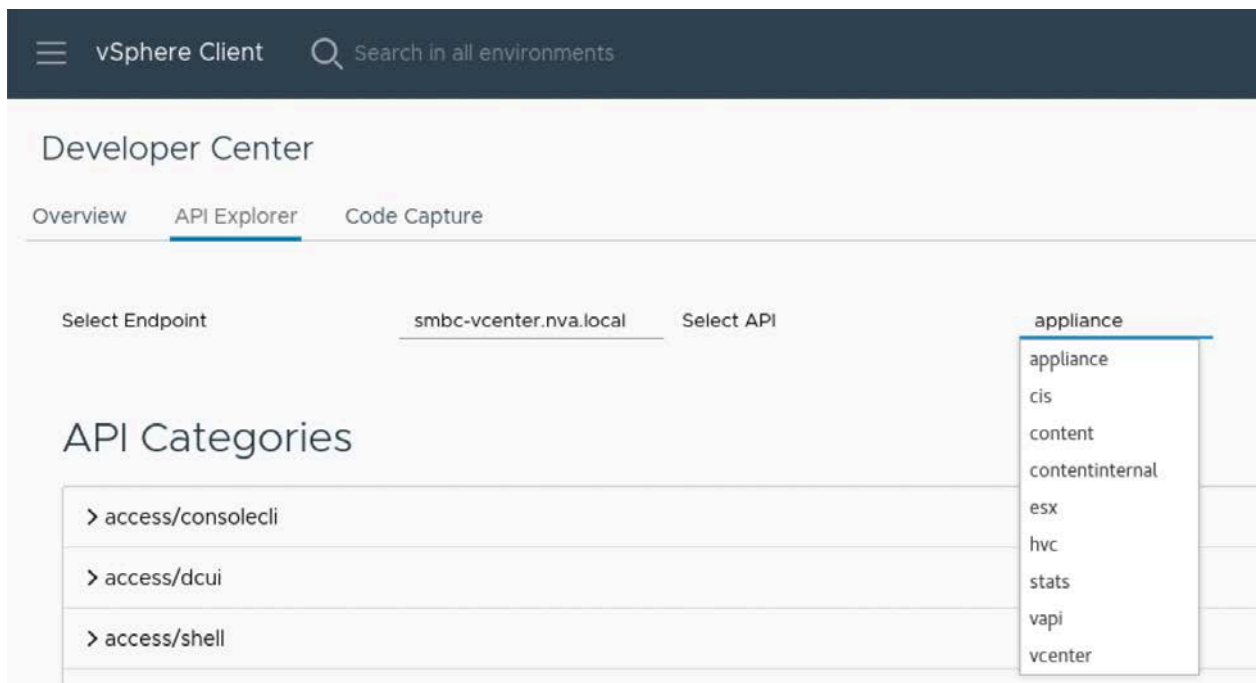 vSphere Client Search in all environments
Developer Center
Overview API Explorer Code Capture
Select Endpoint smbc-vcenter.nva.local Select API appliance
appliance
cis
content
contentinternal
esx
hvc
stats
vapi
vcenter
API Categories
access/consolecli
access/dcui
access/shell